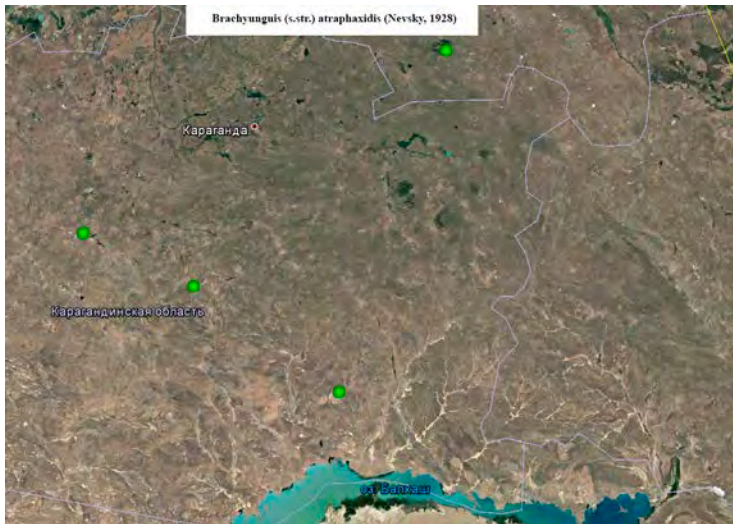 Brachyunguis (s.str.) atraphaxidis (Nevsky, 1928)
Караганда
Карагандинская область
оз. Балхаш